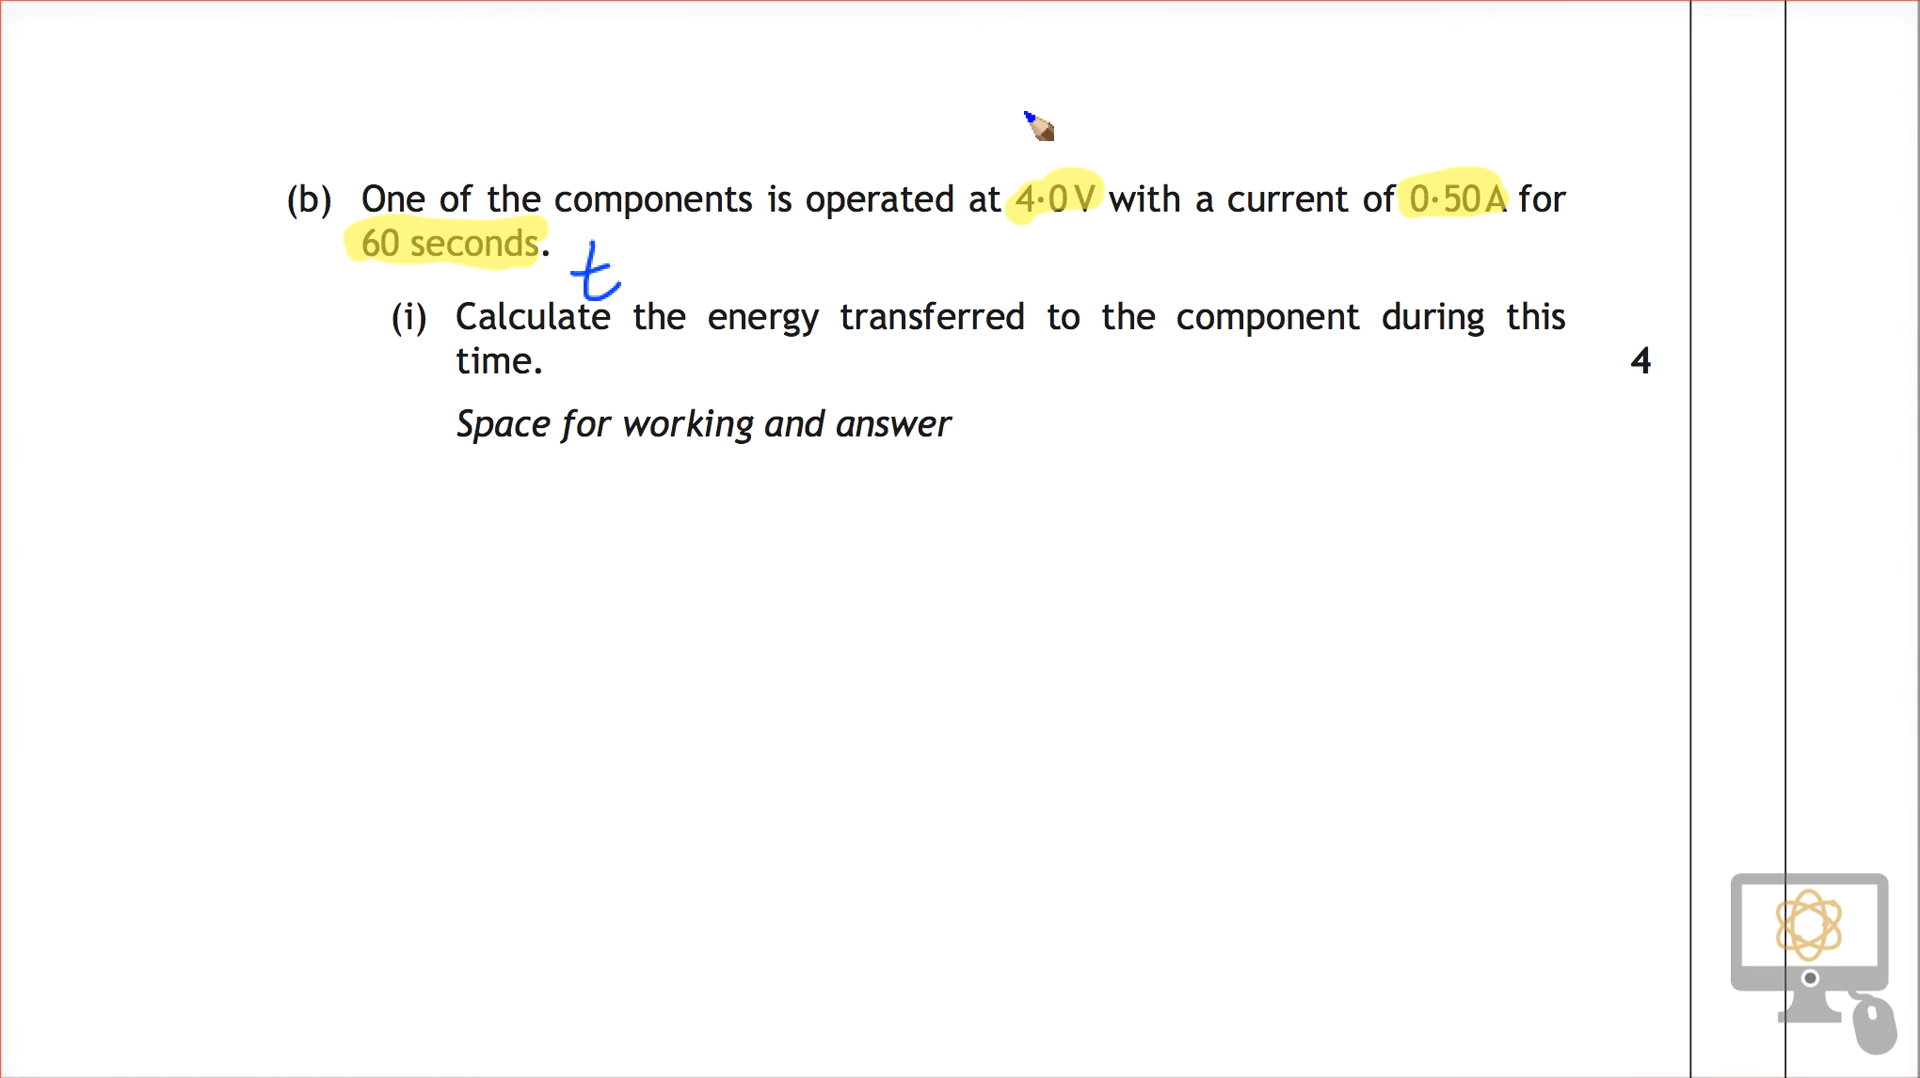 (b) One of the components is operated at 4·0 V with a current of 0·50 A for
60 seconds.
t
(i) Calculate the energy transferred to the component during this
time.
4
Space for working and answer